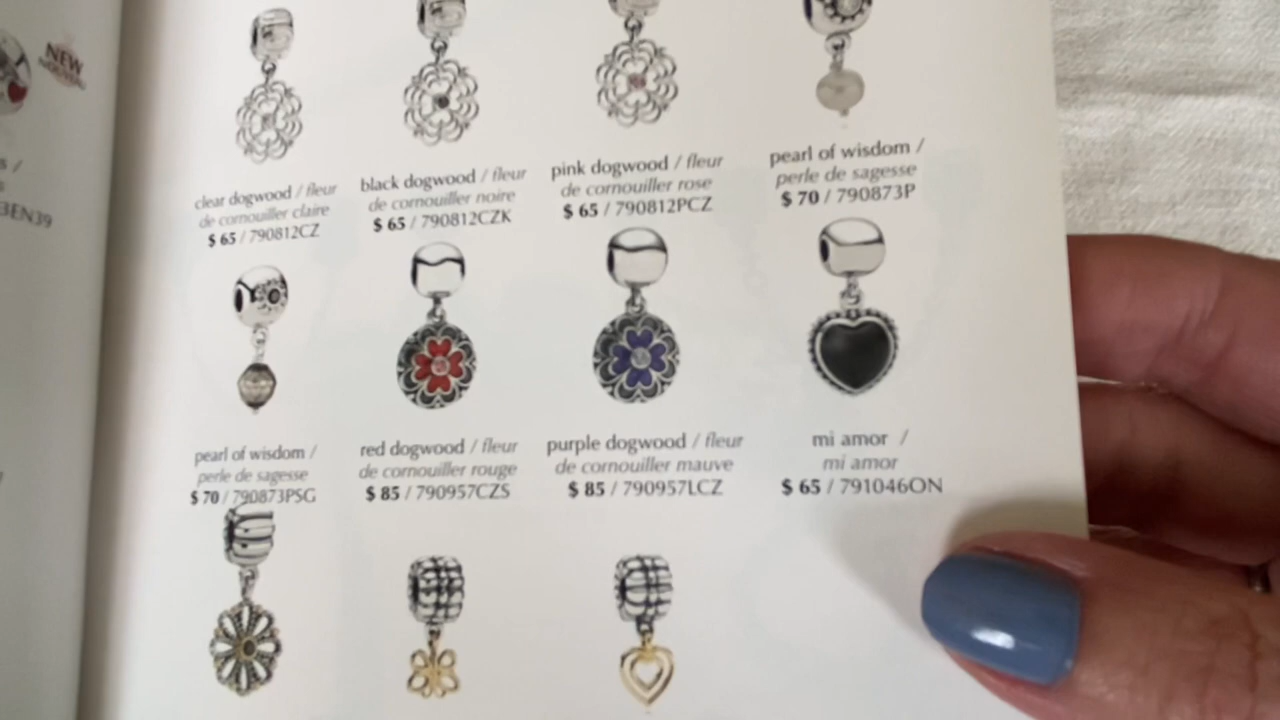 NEW
s /
3EN39
clear dogwood / fleur
de cornouiller claire
$ 65 / 790812CZ
black dogwood / fleur
de cornouiller noire
$ 65 / 790812CZK
pink dogwood / fleur
de cornouiller rose
$ 65 / 790812PCZ
pearl of wisdom /
perle de sagesse
$ 70 / 790873P
pearl of wisdom /
perle de sagesse
$ 70 / 790873PSG
red dogwood / fleur
de cornouiller rouge
$ 85 / 790957CZS
purple dogwood / fleur
de cornouiller mauve
$ 85 / 790957LCZ
mi amor /
mi amor
$ 65 / 791046ON